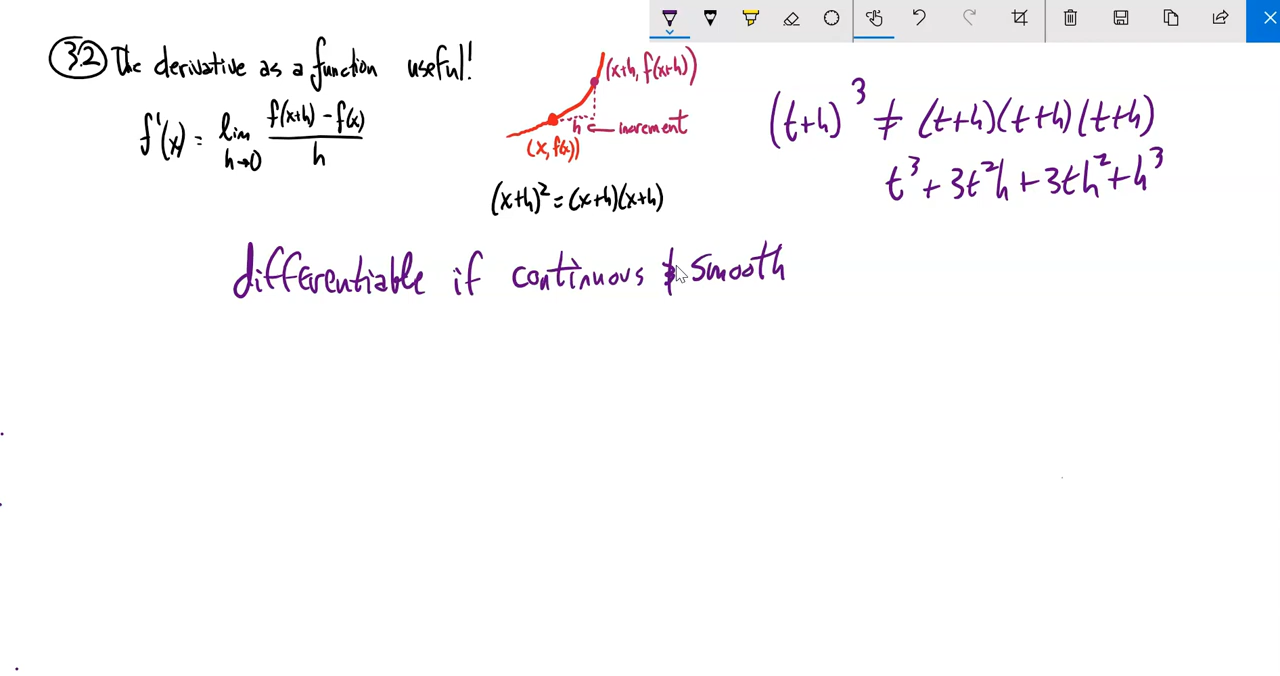 3.2 The derivative as a function useful!
f'(x) = lim h→0 f(x+h) - f(x) / h
(x+h, f(x+h))
h ← increment
(x, f(x))
(x+h)² = (x+h)(x+h)
(t+h)³ ≠ (t+h)(t+h)(t+h)
t³ + 3t²h + 3th² + h³
differentiable if continuous & smooth